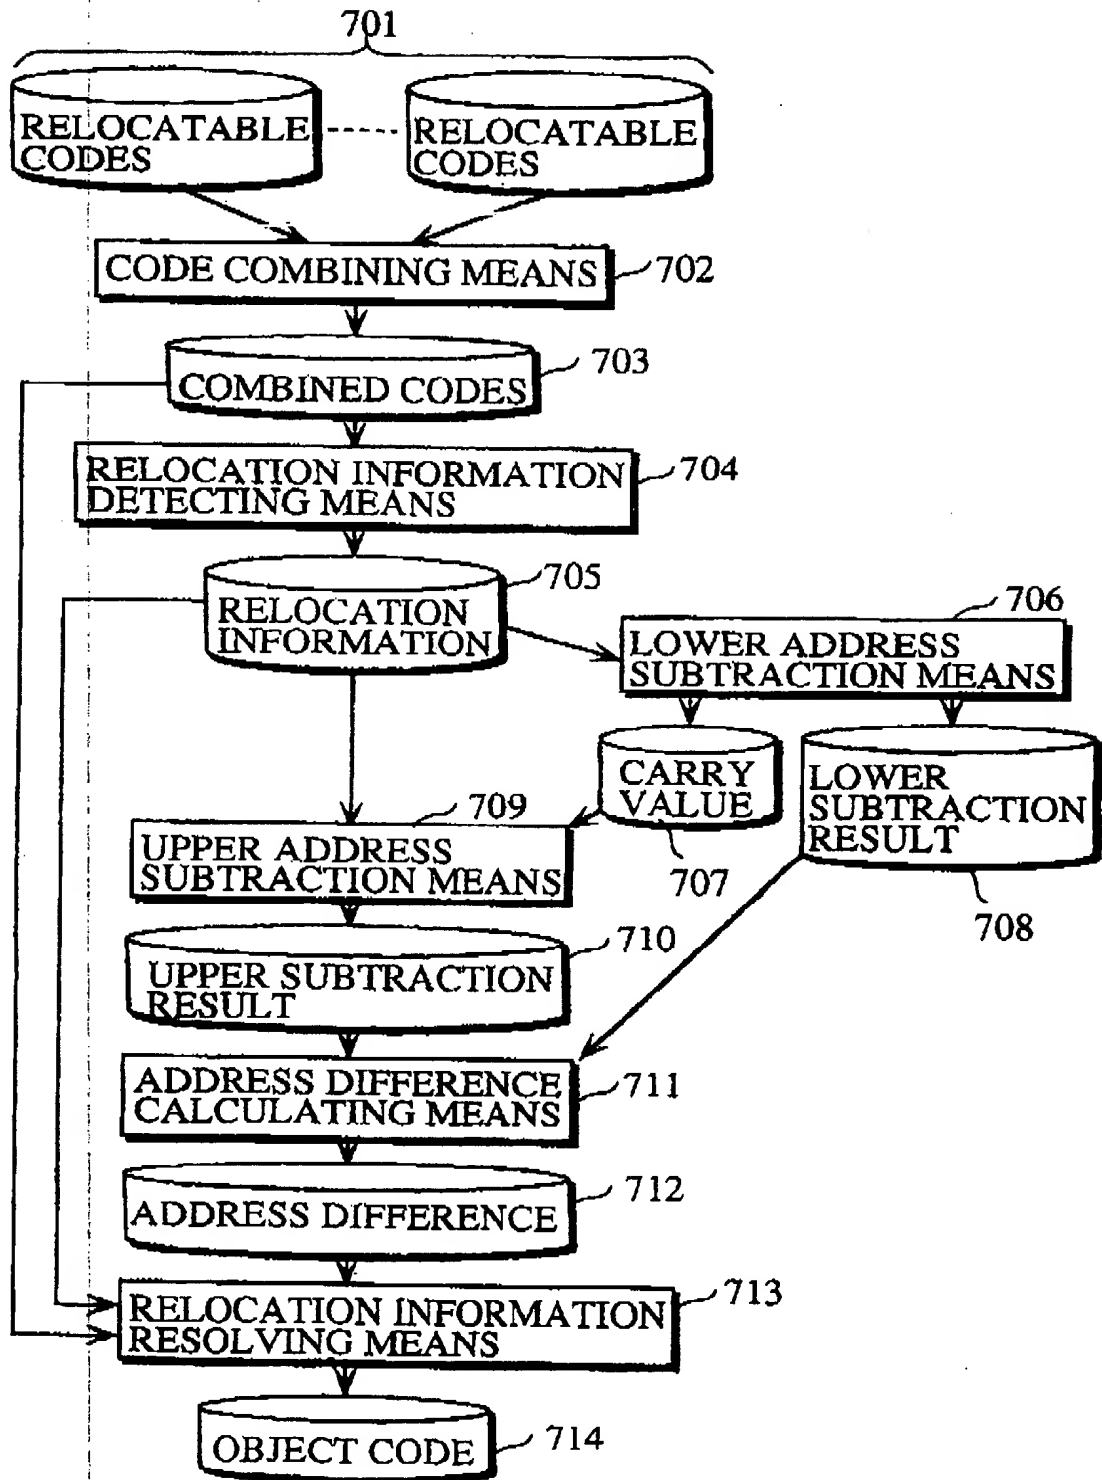 701
RELOCATABLE
CODES
RELOCATABLE
CODES
CODE COMBINING MEANS
702
COMBINED CODES
703
RELOCATION INFORMATION
DETECTING MEANS
704
RELOCATION
INFORMATION
705
LOWER ADDRESS
SUBTRACTION MEANS
706
CARRY
VALUE
707
LOWER
SUBTRACTION
RESULT
708
UPPER ADDRESS
SUBTRACTION MEANS
709
UPPER SUBTRACTION
RESULT
710
ADDRESS DIFFERENCE
CALCULATING MEANS
711
ADDRESS DIFFERENCE
712
RELOCATION INFORMATION
RESOLVING MEANS
713
OBJECT CODE
714